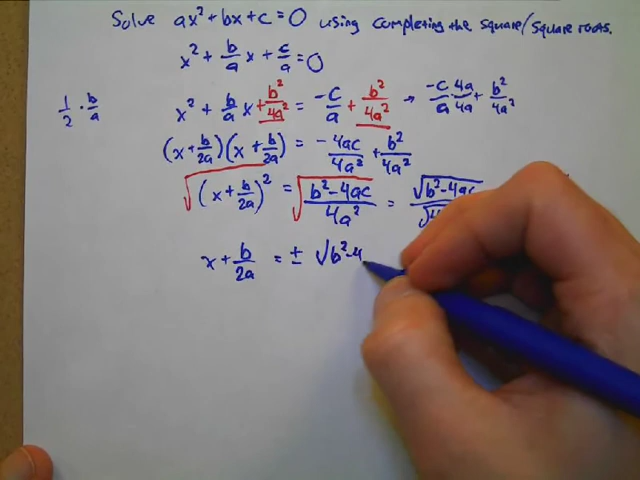 Solve ax² + bx + c = 0 using completing the square/square roots.
x² + b/a x + c/a = 0
1/2 · b/a
x² + b/a x + b²/4a² = -c/a + b²/4a² → -c/a · 4a/4a + b²/4a²
(x + b/2a)(x + b/2a) = -4ac/4a² + b²/4a²
√(x + b/2a)² = √(b²-4ac)/4a² = √b²-4ac/√4
x + b/2a = ± √b²-4